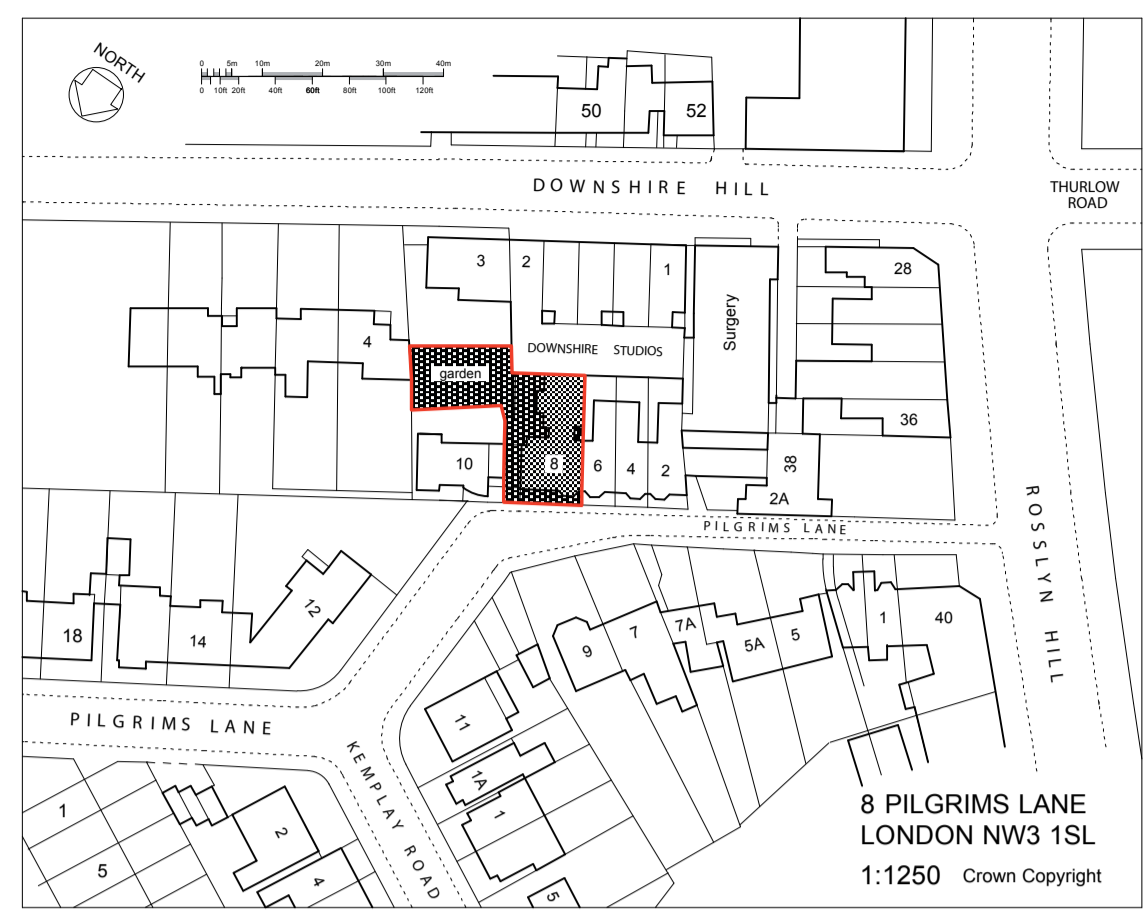 NORTH
0 5m 10m 20m 30m 40m
0 10ft 20ft 40ft 60ft 80ft 100ft 120ft
50
52
DOWNSHIRE HILL
THURLOW
ROAD
3
2
1
28
Surgery
4
DOWNSHIRE STUDIOS
garden
36
10
8
6
4
2
38
2A
PILGRIMS LANE
ROSSLYN HILL
18
14
12
9
7
7A
5A
5
1
40
11
PILGRIMS LANE
KEMPLAY ROAD
1A
1
1
2
5
4
5
8 PILGRIMS LANE
LONDON NW3 1SL
1:1250 Crown Copyright